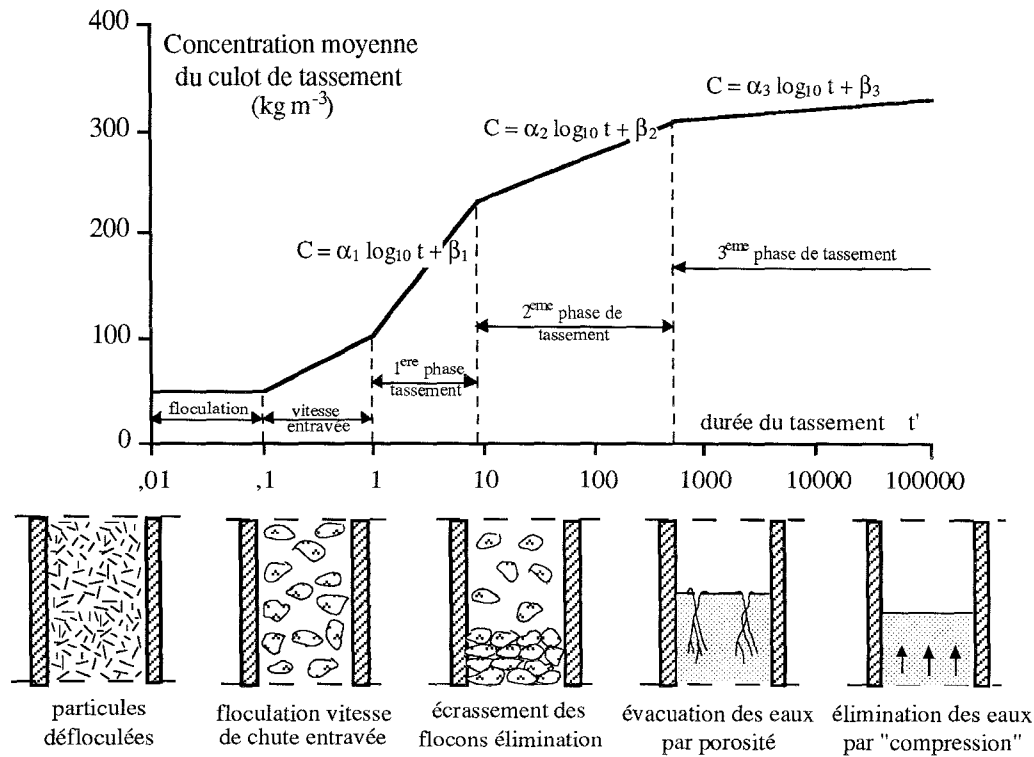 400
Concentration moyenne
du culot de tassement
(kg m-3)
C = α3 log10 t + β3
300
C = α2 log10 t + β2
200
C = α1 log10 t + β1
3eme phase de tassement
2eme phase de
tassement
100
1ere phase
tassement
floculation
vitesse
entravée
durée du tassement t'
0
,01 ,1 1 10 100 1000 10000 100000
particules
défloculées
floculation vitesse
de chute entravée
écrassement des
flocons élimination
évacuation des eaux
par porosité
élimination des eaux
par "compression"